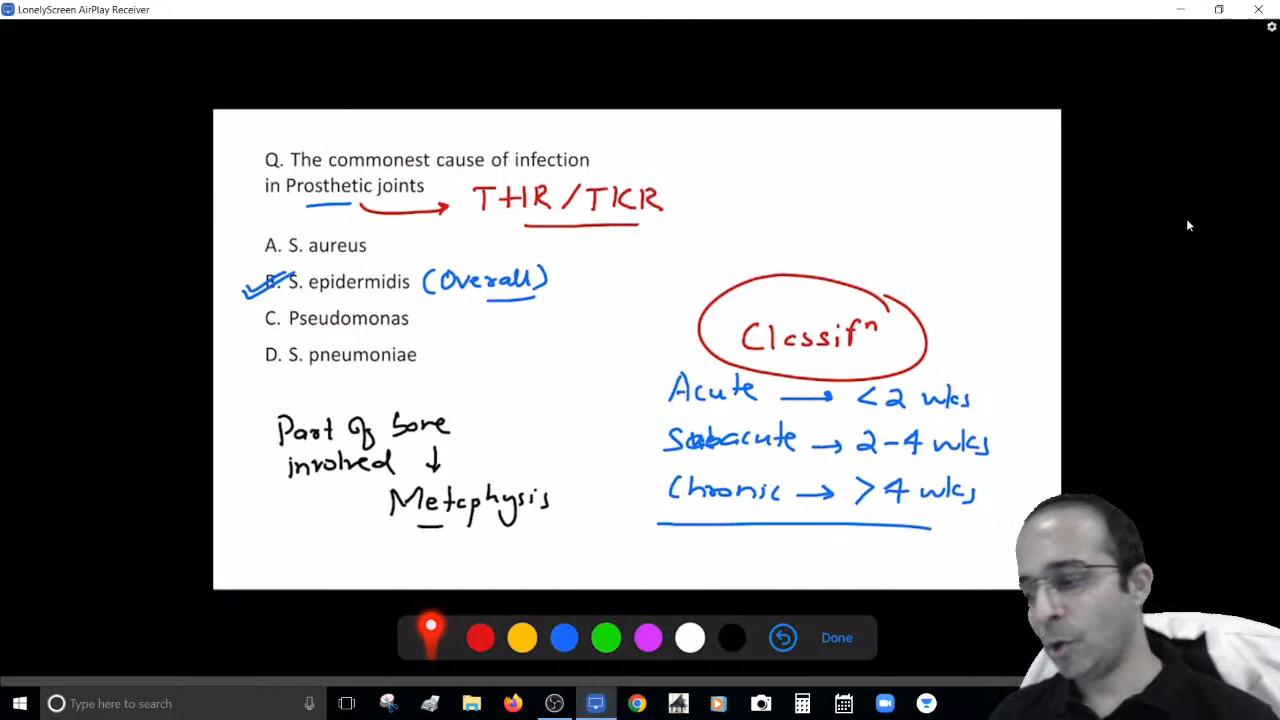 LonelyScreen AirPlay Receiver
Q. The commonest cause of infection
in Prosthetic joints → THR/TKR
A. S. aureus
B. S. epidermidis (Overall)
C. Pseudomonas
D. S. pneumoniae
Part of bone
involved ↓
Metaphysis
Classifⁿ
Acute → <2 wks
Subacute → 2-4 wks
Chronic → >4 wks
Done
Type here to search